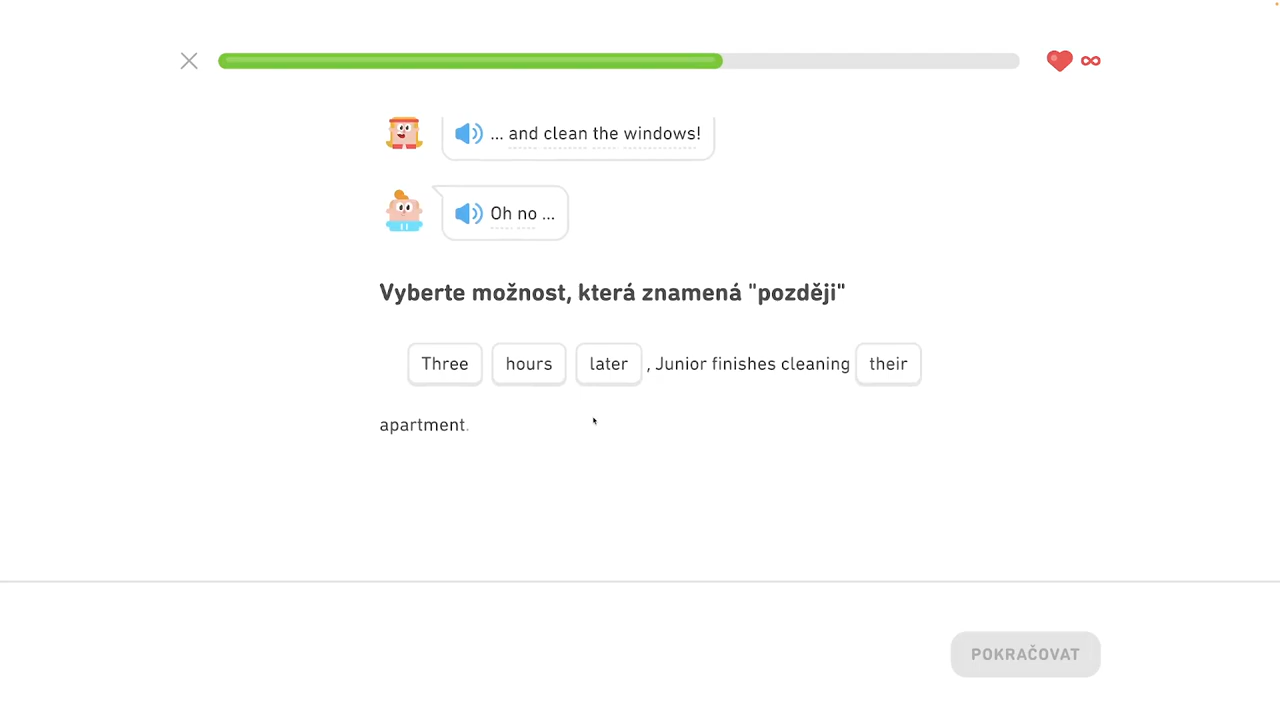 ... and clean the windows!
Oh no ...
Vyberte možnost, která znamená "později"
Three hours later , Junior finishes cleaning their
apartment.
POKRAČOVAT